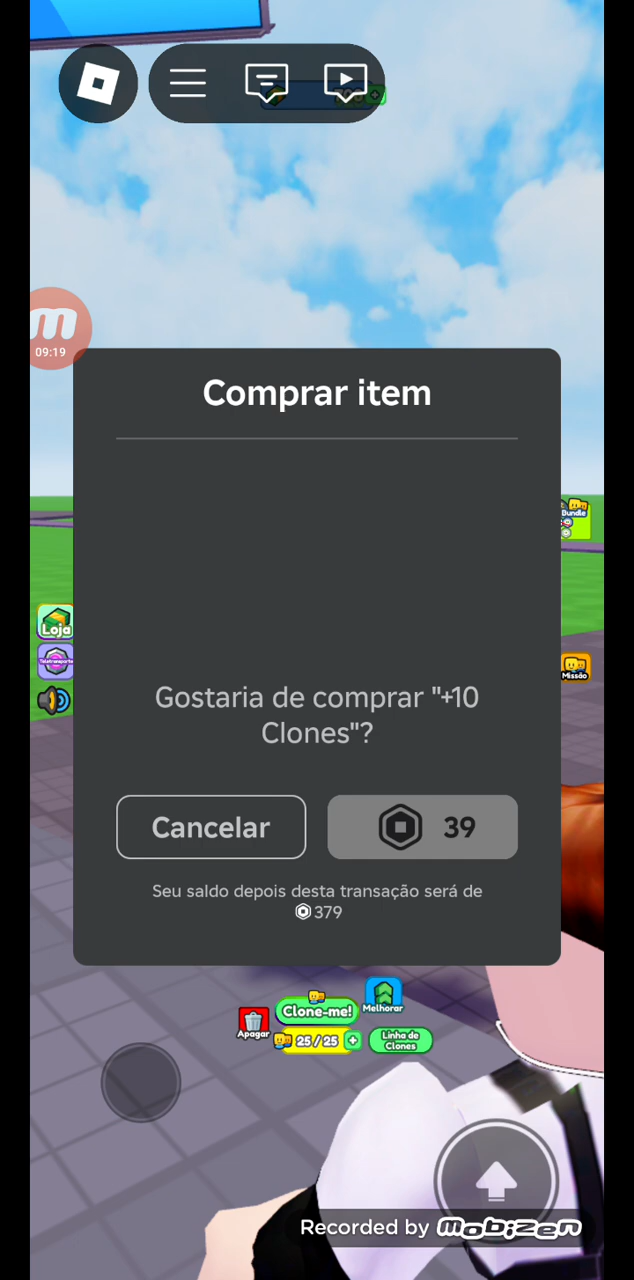 09:19
Comprar item
Bundle
Loja
Teletransporte
Missão
Gostaria de comprar "+10
Clones"?
Cancelar
39
Seu saldo depois desta transação será de
379
Clone-me!
Melhorar
Apagar
25/25
Linha de
Clones
Recorded by mobizen